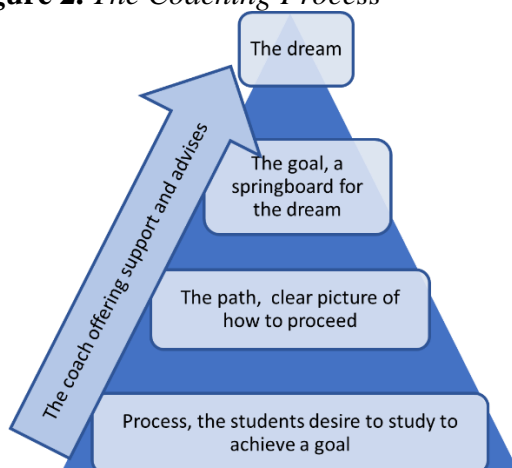 gure 2. The Coaching Process
The dream
The goal, a
springboard for
the dream
The path, clear picture of
how to proceed
Process, the students desire to study to
achieve a goal
The coach offering support and advises